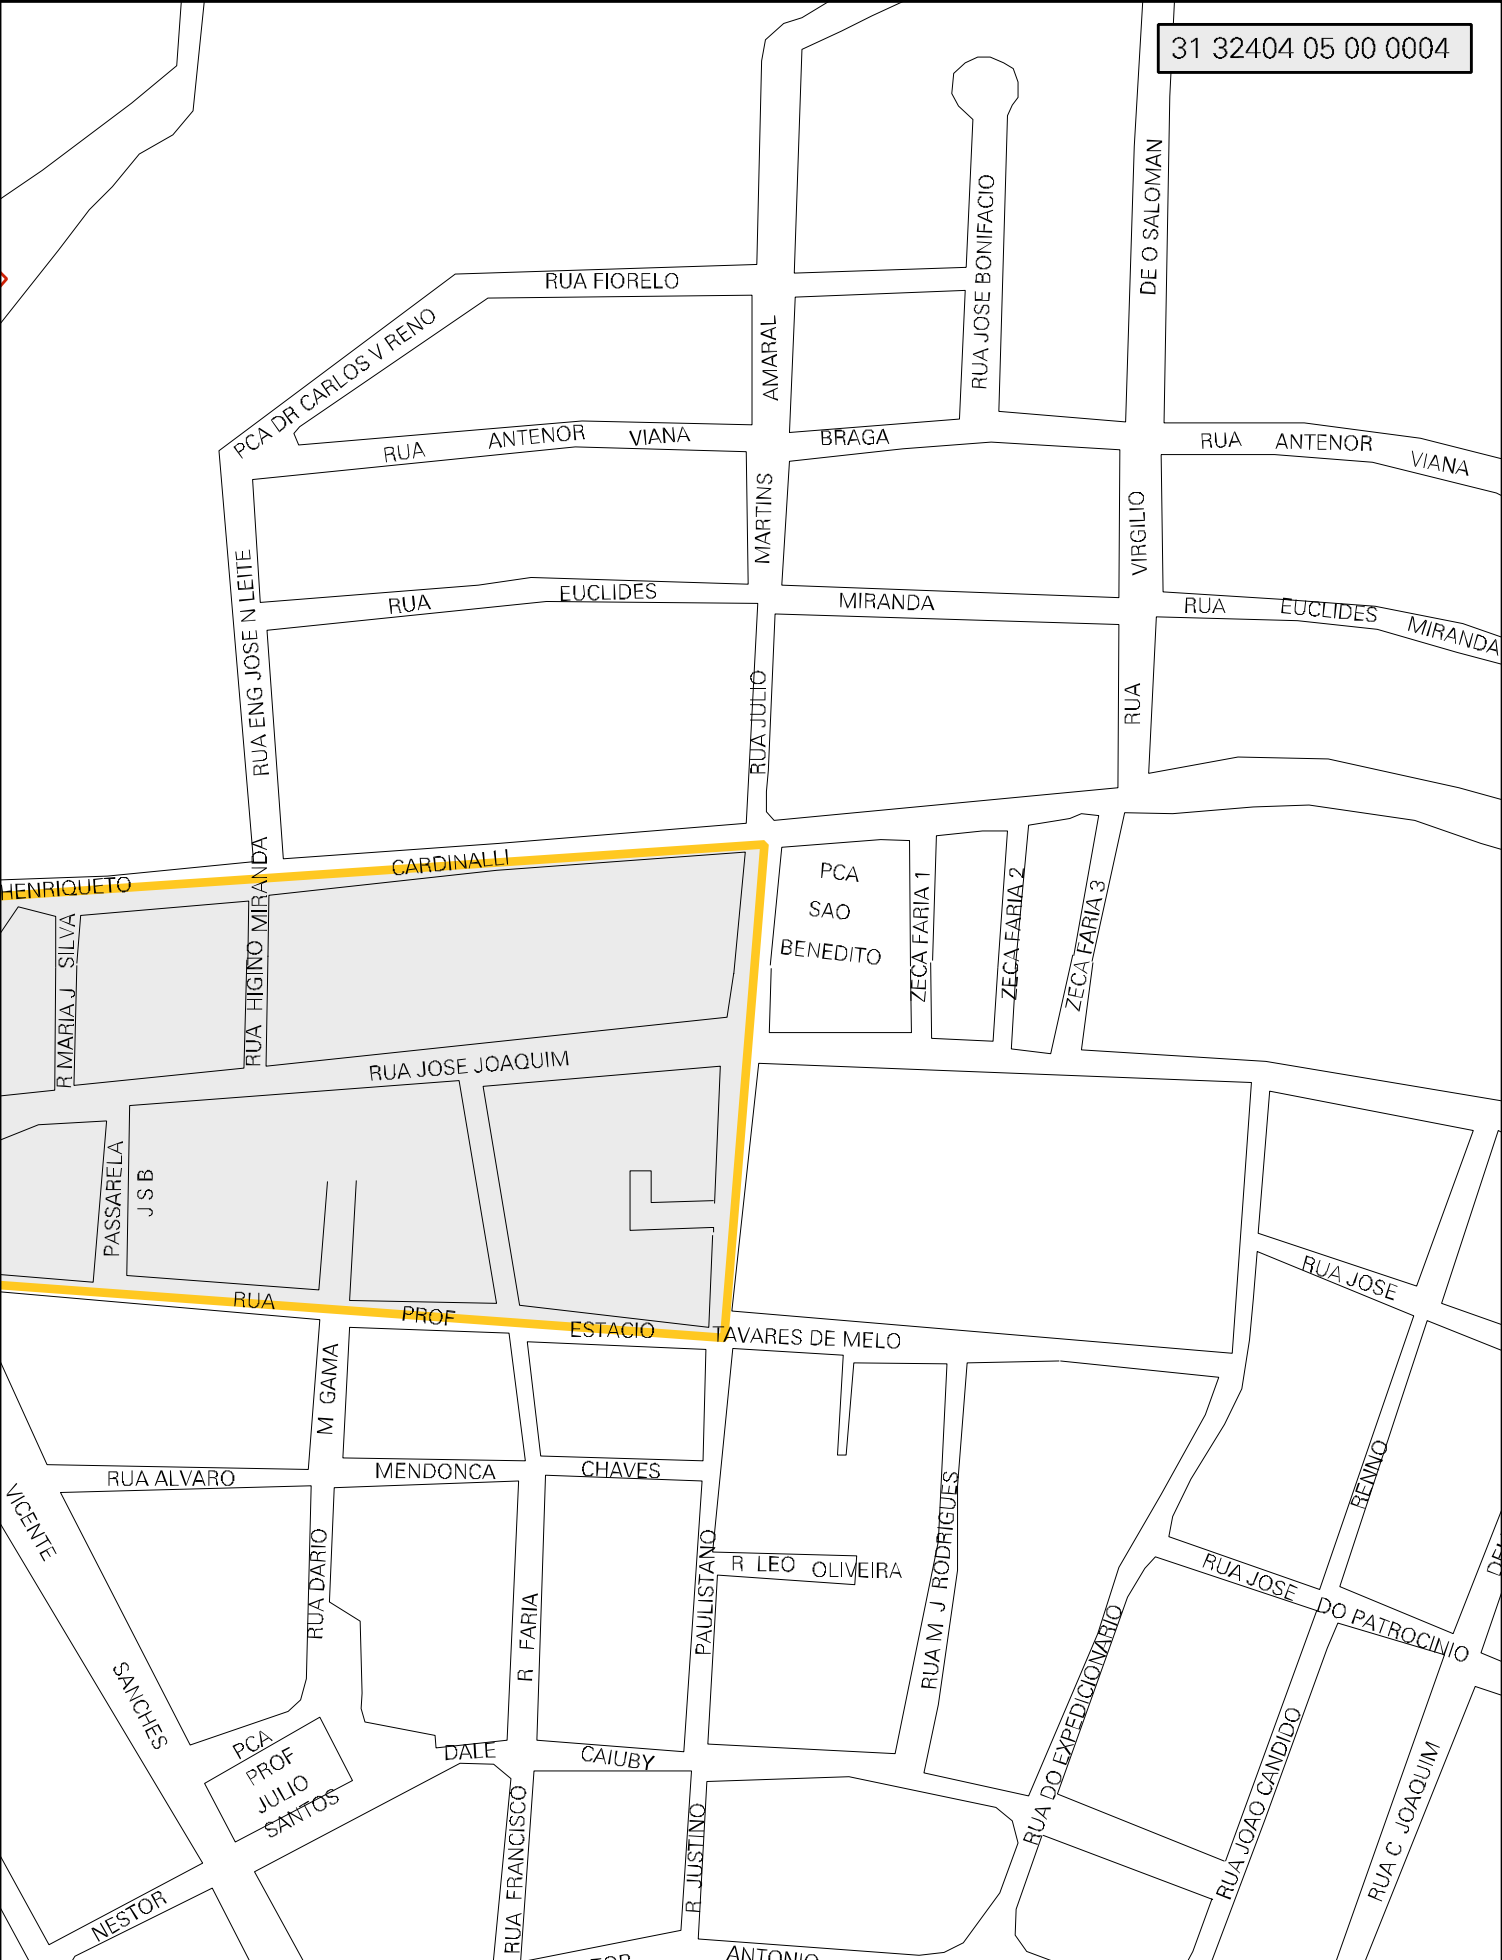 31 32404 05 00 0004
DE O SALOMAN
RUA JOSE BONIFACIO
RUA FIORELO
PCA DR CARLOS V RENO
AMARAL
RUA
ANTENOR
VIANA
BRAGA
RUA
ANTENOR
VIANA
MARTINS
VIRGILIO
RUA ENG JOSE N LEITE
RUA
EUCLIDES
MIRANDA
RUA
EUCLIDES
MIRANDA
RUA JULIO
RUA
HENRIQUETO
CARDINALLI
RUA HIGINO MIRANDA
R MARIA J SILVA
PCA
SAO
BENEDITO
ZECA FARIA 1
ZECA FARIA 2
ZECA FARIA 3
RUA JOSE JOAQUIM
PASSARELA
J S B
RUA
PROF
ESTACIO
TAVARES DE MELO
RUA JOSE
M GAMA
RUA ALVARO
MENDONCA
CHAVES
RENNO
VICENTE
SANCHES
RUA DARIO
R FARIA
PAULISTANO
R LEO OLIVEIRA
RUA M J RODRIGUES
RUA JOSE
DO PATROCINIO
RUA DO EXPEDICIONARIO
RUA JOAO CANDIDO
RUA C JOAQUIM
PCA
PROF
JULIO
SANTOS
DALE
CAIUBY
RUA FRANCISCO
R JUSTINO
NESTOR
ANTONIO